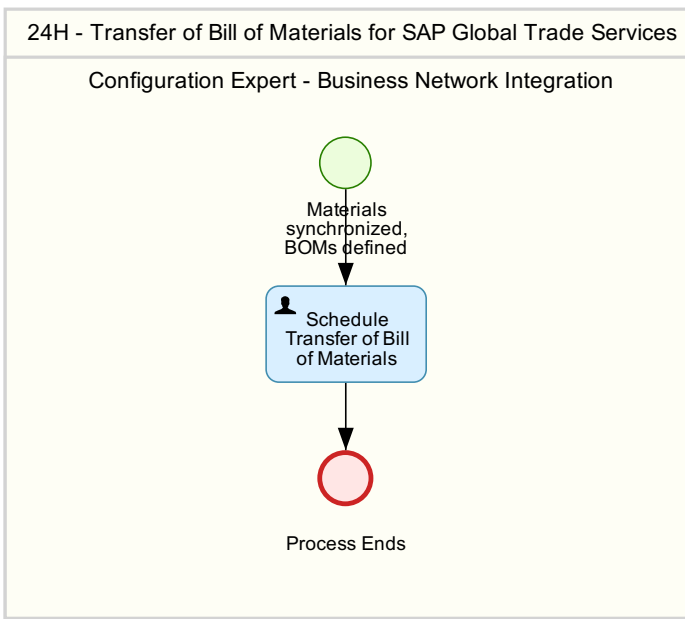 24H - Transfer of Bill of Materials for SAP Global Trade Services
Configuration Expert - Business Network Integration
Materials
synchronized,
BOMs defined
Schedule
Transfer of Bill
of Materials
Process Ends